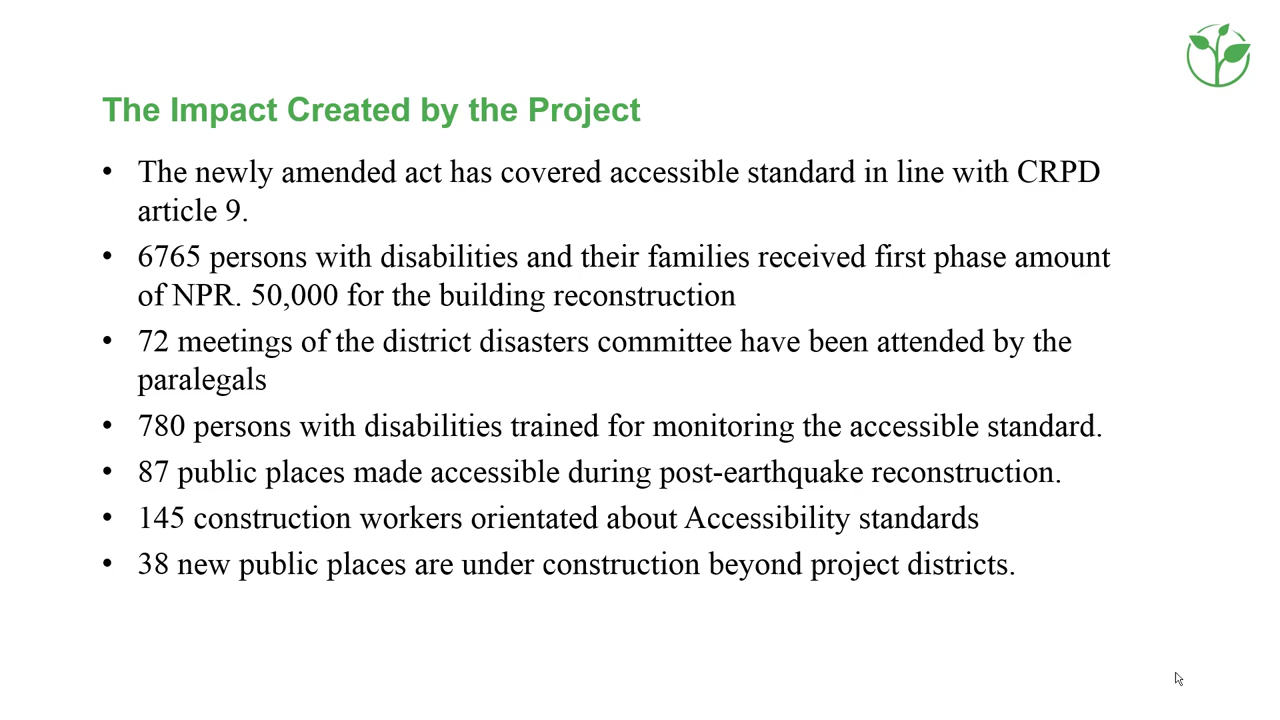 The Impact Created by the Project
• The newly amended act has covered accessible standard in line with CRPD
article 9.
• 6765 persons with disabilities and their families received first phase amount
of NPR. 50,000 for the building reconstruction
• 72 meetings of the district disasters committee have been attended by the
paralegals
• 780 persons with disabilities trained for monitoring the accessible standard.
• 87 public places made accessible during post-earthquake reconstruction.
• 145 construction workers orientated about Accessibility standards
• 38 new public places are under construction beyond project districts.